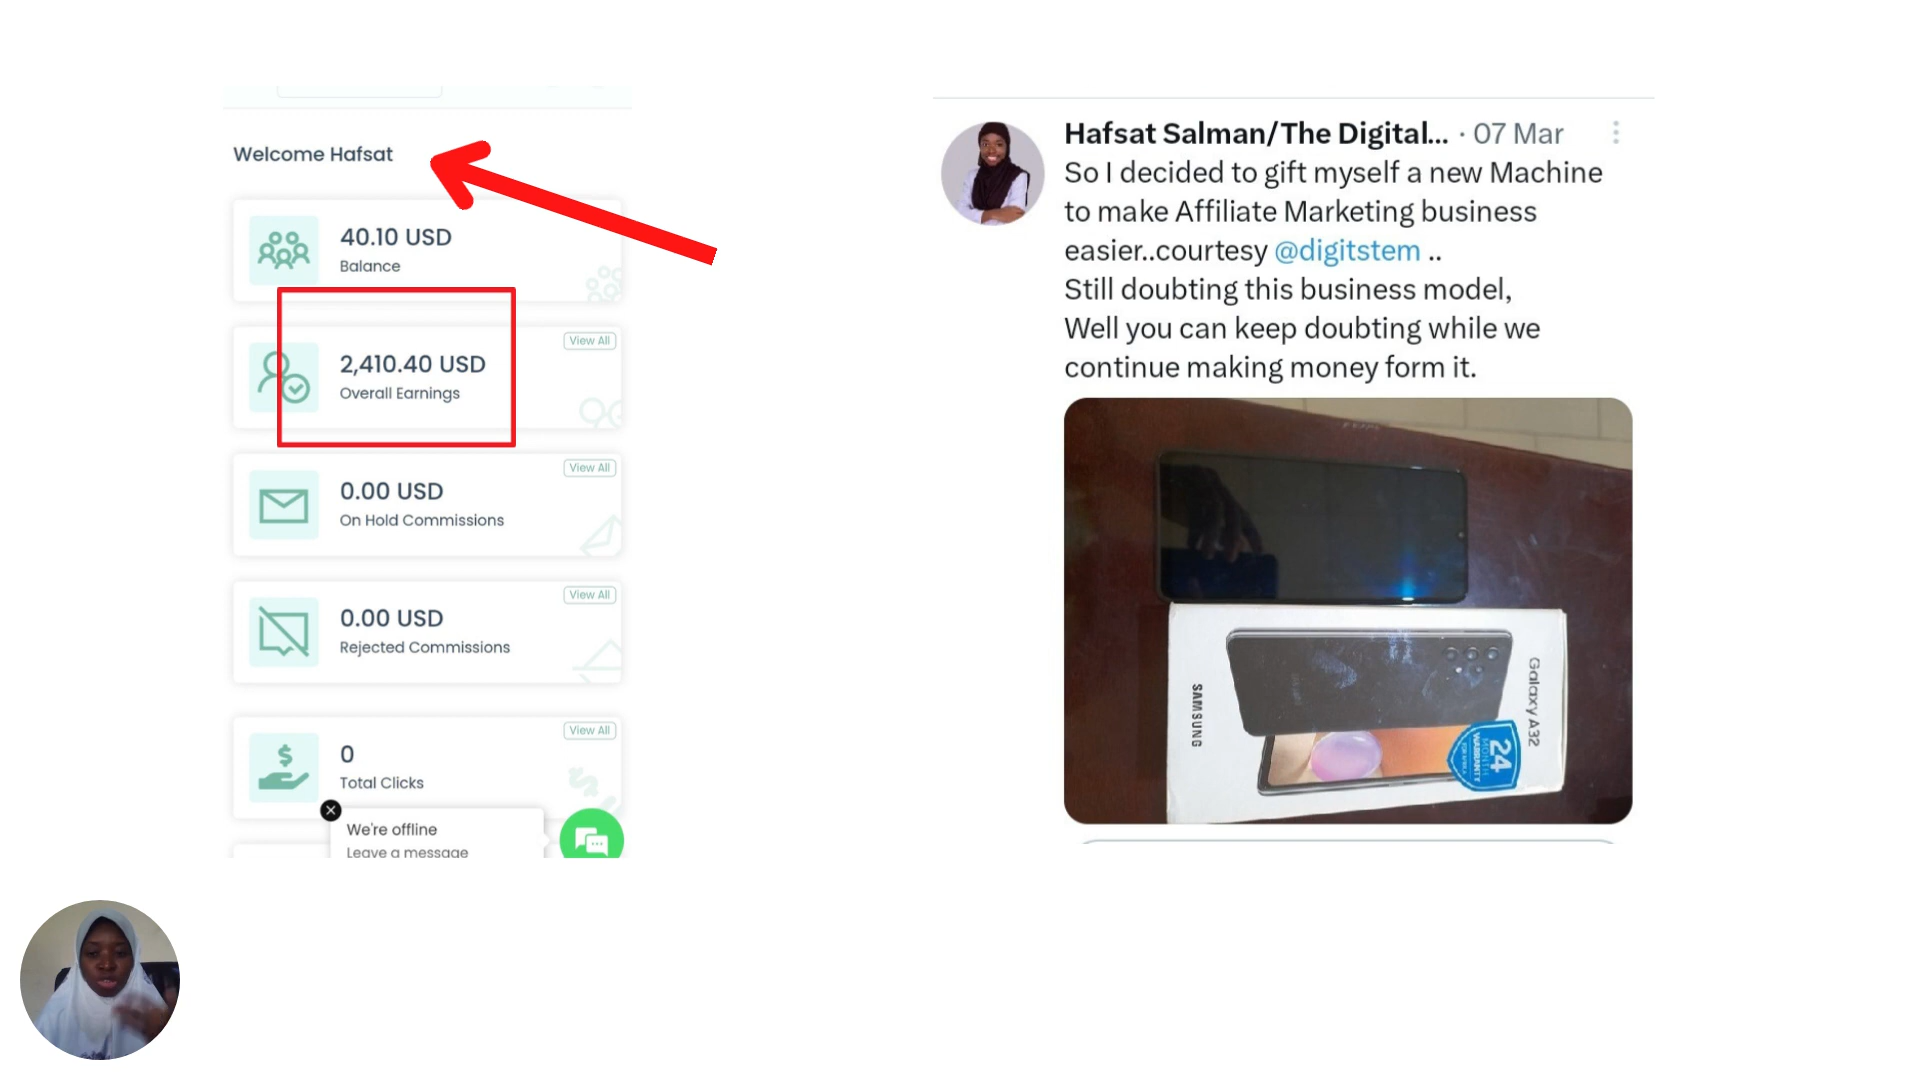 Welcome Hafsat
40.10 USD
Balance
View All
2,410.40 USD
Overall Earnings
View All
0.00 USD
On Hold Commissions
View All
0.00 USD
Rejected Commissions
View All
0
Total Clicks
We're offline
Leave a message
Hafsat Salman/The Digital... · 07 Mar
So I decided to gift myself a new Machine
to make Affiliate Marketing business
easier..courtesy @digitstem ..
Still doubting this business model,
Well you can keep doubting while we
continue making money form it.
SAMSUNG
Galaxy A32
24
MONTH
WARRANTY